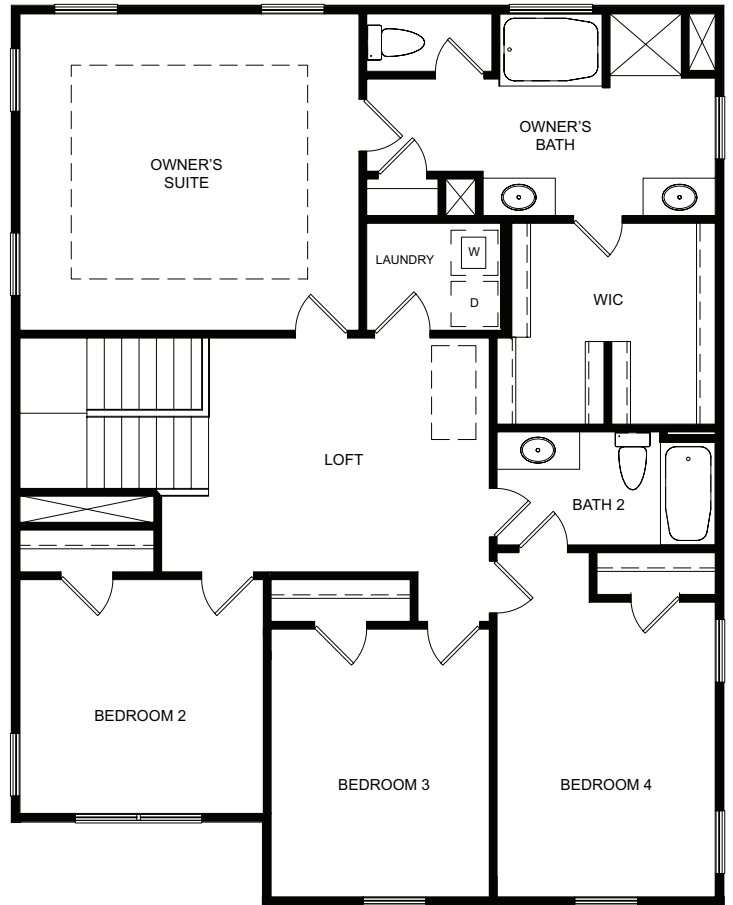 OWNER'S
BATH
OWNER'S
SUITE
W
LAUNDRY
D
WIC
LOFT
BATH 2
BEDROOM 2
BEDROOM 3
BEDROOM 4